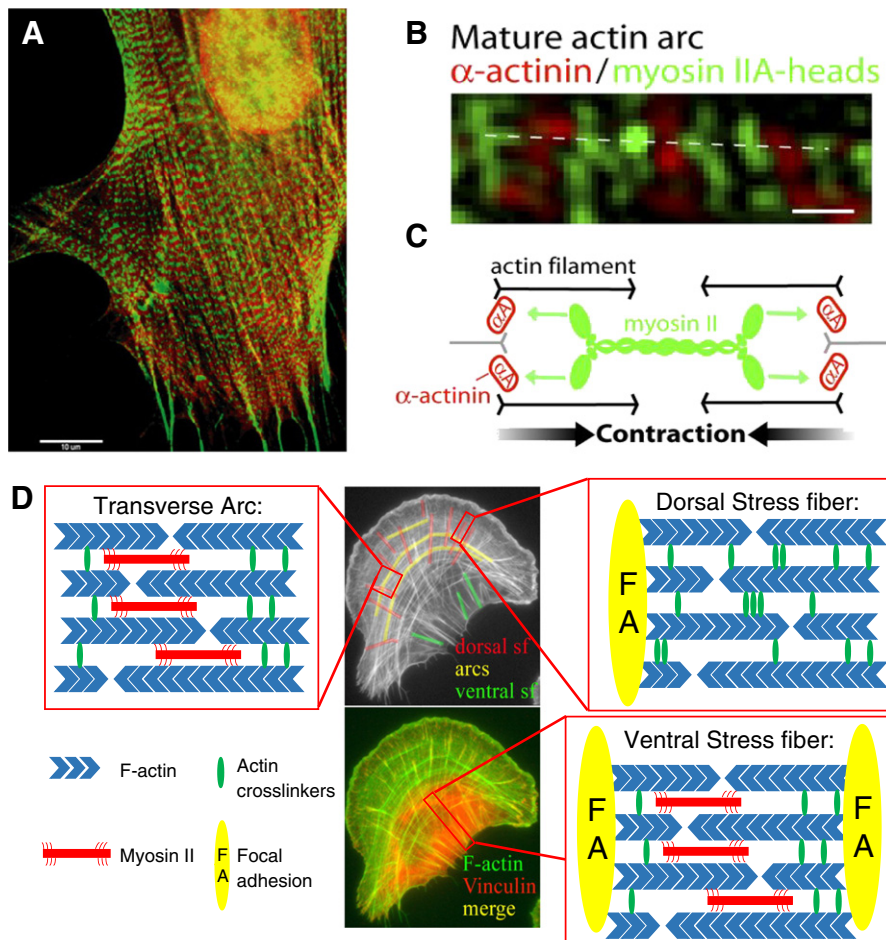 A
10 um
B
Mature actin arc
α-actinin/myosin IIA-heads
C
actin filament
αA
αA
myosin II
αA
αA
α-actinin
Contraction
D
Transverse Arc:
dorsal sf
arcs
ventral sf
Dorsal Stress fiber:
F
A
F-actin
Actin
crosslinkers
Myosin II
F
A
Focal
adhesion
F-actin
Vinculin
merge
Ventral Stress fiber:
F
A
F
A